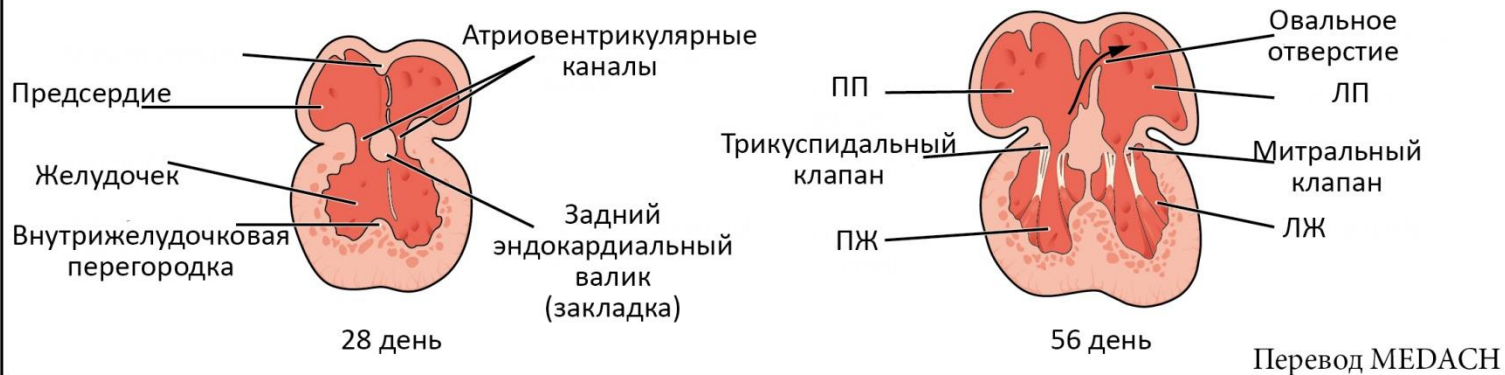 Атриовентрикулярные
каналы
Предсердие
Желудочек
Внутрижелудочковая
перегородка
Задний
эндокардиальный
валик
(закладка)
28 день
Овальное
отверстие
ПП
ЛП
Трикуспидальный
клапан
Митральный
клапан
ПЖ
ЛЖ
56 день
Перевод MEDACH